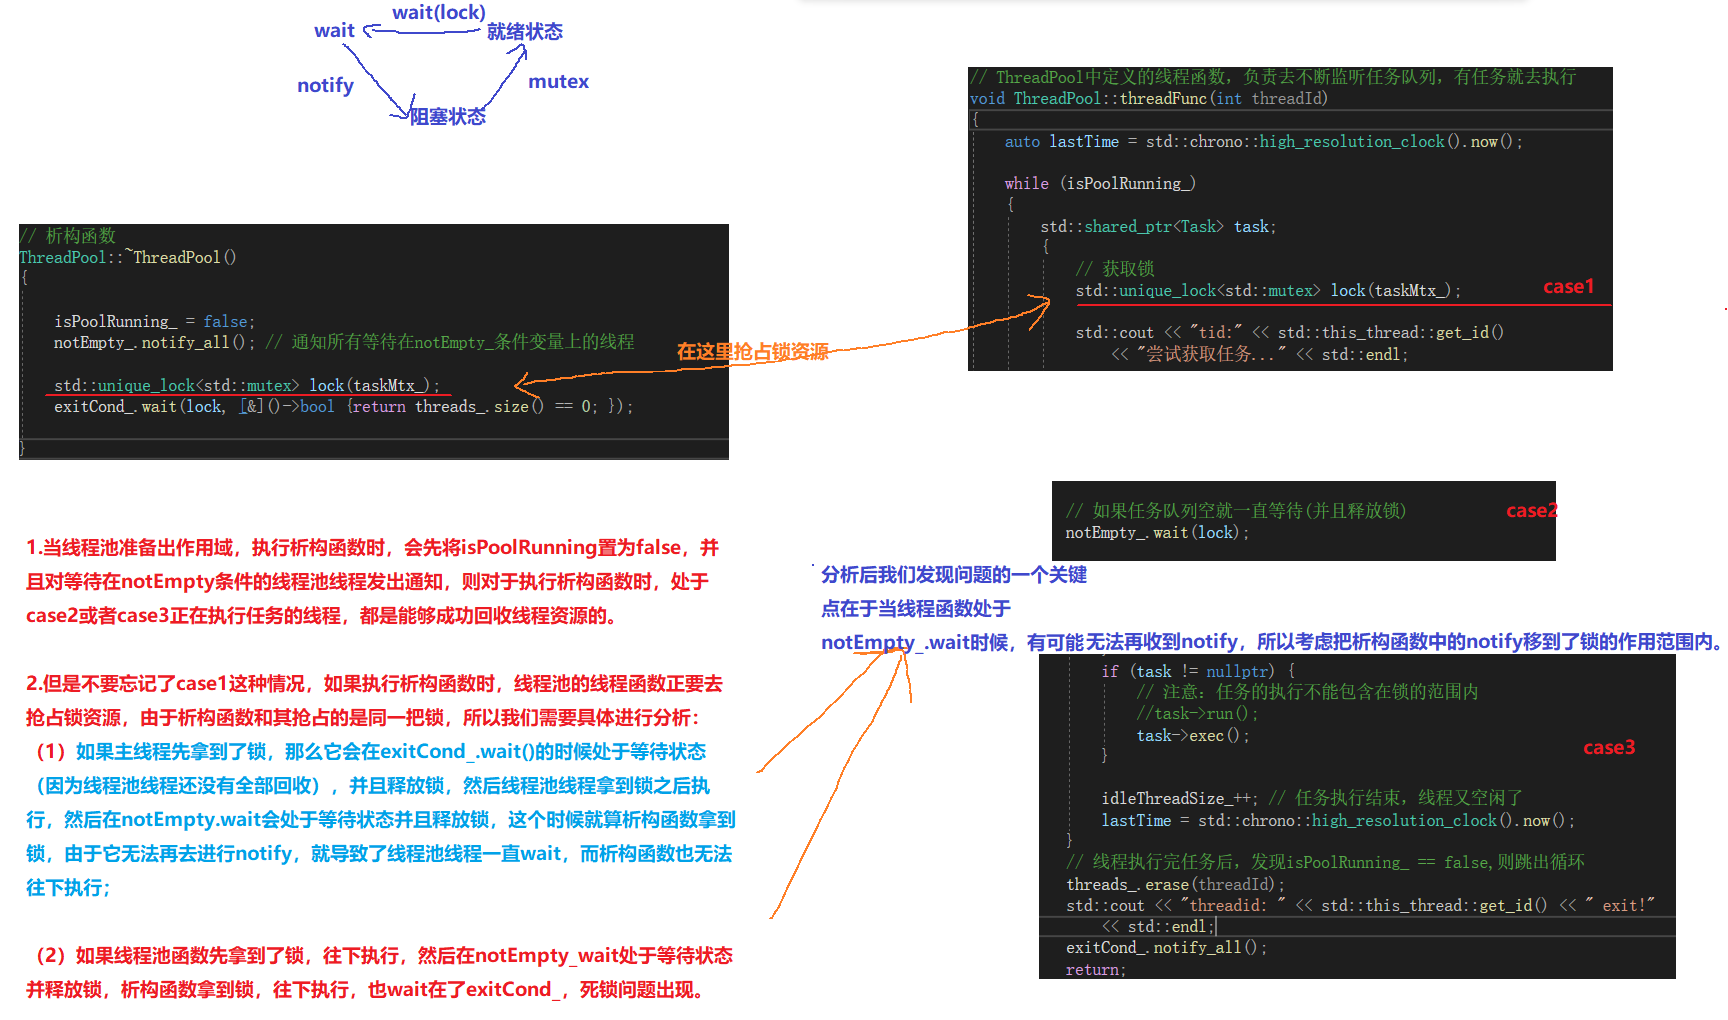 wait(lock)
wait
就绪状态
notify
mutex
阻塞状态
// ThreadPool中定义的线程函数，负责去不断监听任务队列，有任务就去执行
void ThreadPool::threadFunc(int threadId)
{
auto lastTime = std::chrono::high_resolution_clock().now();
while (isPoolRunning_)
{
std::shared_ptr<Task> task;
{
// 获取锁
std::unique_lock<std::mutex> lock(taskMtx_);
case1
std::cout << "tid:" << std::this_thread::get_id()
<< "尝试获取任务..." << std::endl;
// 析构函数
ThreadPool::~ThreadPool()
{
isPoolRunning_ = false;
notEmpty_.notify_all(); // 通知所有等待在notEmpty_条件变量上的线程
std::unique_lock<std::mutex> lock(taskMtx_);
exitCond_.wait(lock, [&]()->bool {return threads_.size() == 0; });
}
在这里抢占锁资源
// 如果任务队列空就一直等待(并且释放锁)
notEmpty_.wait(lock);
case2
1.当线程池准备出作用域，执行析构函数时，会先将isPoolRunning置为false，并
且对等待在notEmpty条件的线程池线程发出通知，则对于执行析构函数时，处于
case2或者case3正在执行任务的线程，都是能够成功回收线程资源的。
2.但是不要忘记了case1这种情况，如果执行析构函数时，线程池的线程函数正要去
抢占锁资源，由于析构函数和其抢占的是同一把锁，所以我们需要具体进行分析：
（1）如果主线程先拿到了锁，那么它会在exitCond_.wait()的时候处于等待状态
（因为线程池线程还没有全部回收），并且释放锁，然后线程池线程拿到锁之后执
行，然后在notEmpty.wait会处于等待状态并且释放锁，这个时候就算析构函数拿到
锁，由于它无法再去进行notify，就导致了线程池线程一直wait，而析构函数也无法
往下执行；
（2）如果线程池函数先拿到了锁，往下执行，然后在notEmpty_wait处于等待状态
并释放锁，析构函数拿到锁，往下执行，也wait在了exitCond_，死锁问题出现。
分析后我们发现问题的一个关键
点在于当线程函数处于
notEmpty_.wait时候，有可能无法再收到notify，所以考虑把析构函数中的notify移到了锁的作用范围内。
if (task != nullptr) {
// 注意：任务的执行不能包含在锁的范围内
//task->run();
task->exec();
}
case3
idleThreadSize_++; // 任务执行结束，线程又空闲了
lastTime = std::chrono::high_resolution_clock().now();
}
// 线程执行完任务后，发现isPoolRunning_ == false,则跳出循环
threads_.erase(threadId);
std::cout << "threadid: " << std::this_thread::get_id() << " exit!"
<< std::endl;
exitCond_.notify_all();
return;